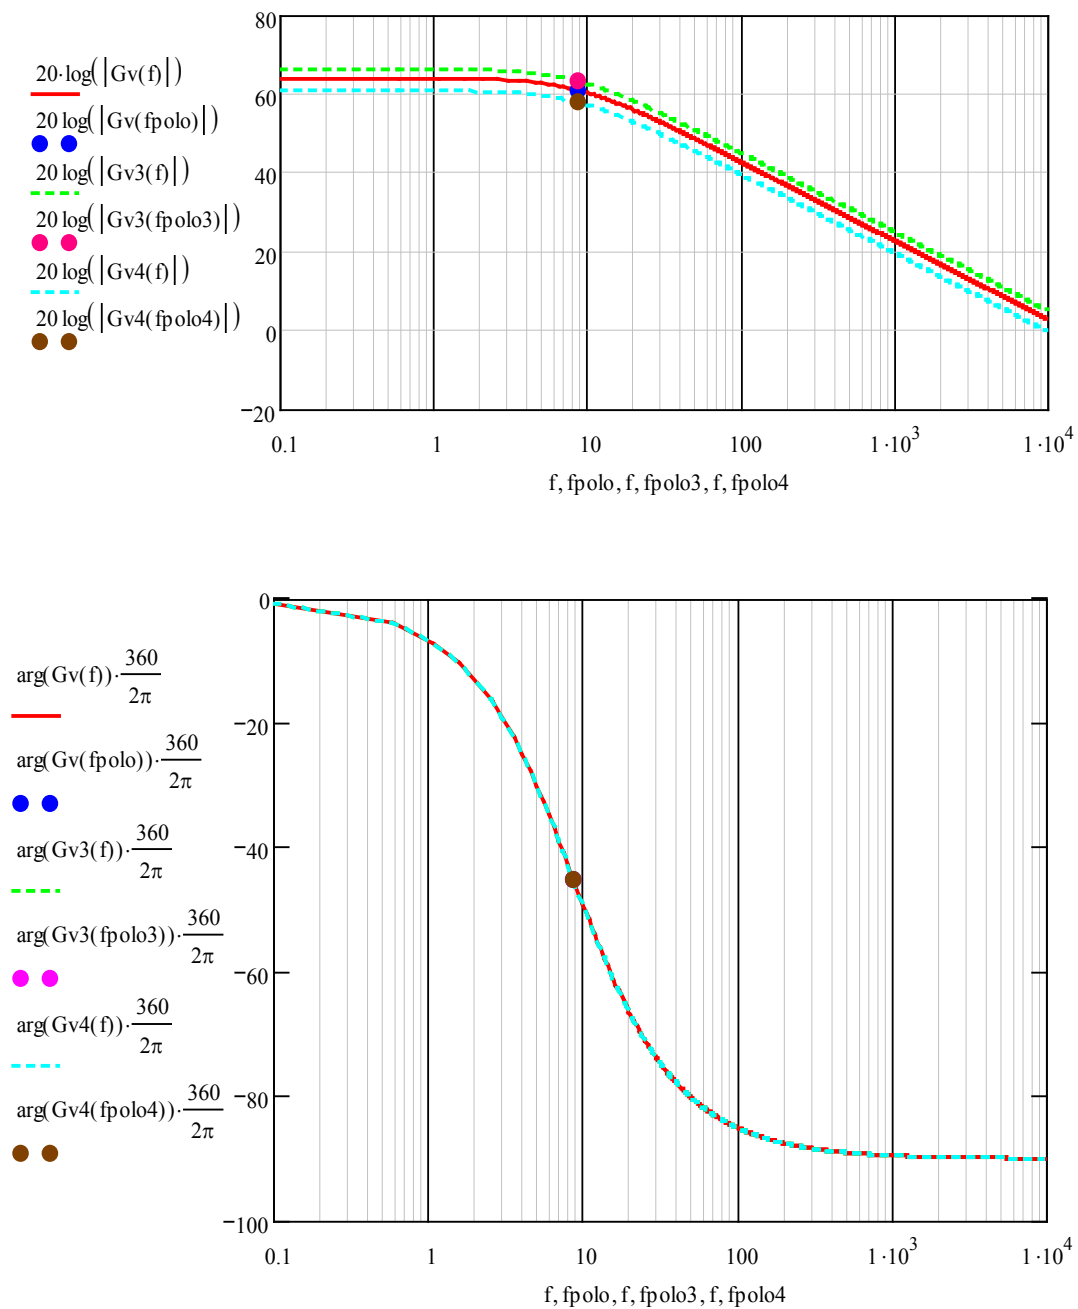 20·log(|Gv(f)|)
20 log(|Gv(fpolo)|)
20 log(|Gv3(f)|)
20 log(|Gv3(fpolo3)|)
20 log(|Gv4(f)|)
20 log(|Gv4(fpolo4)|)
80
60
40
20
0
−20
0.1 1 10 100 1·10³ 1·10⁴
f, fpolo, f, fpolo3, f, fpolo4
arg(Gv(f))·360/2π
arg(Gv(fpolo))·360/2π
arg(Gv3(f))·360/2π
arg(Gv3(fpolo3))·360/2π
arg(Gv4(f))·360/2π
arg(Gv4(fpolo4))·360/2π
0
−20
−40
−60
−80
−100
0.1 1 10 100 1·10³ 1·10⁴
f, fpolo, f, fpolo3, f, fpolo4